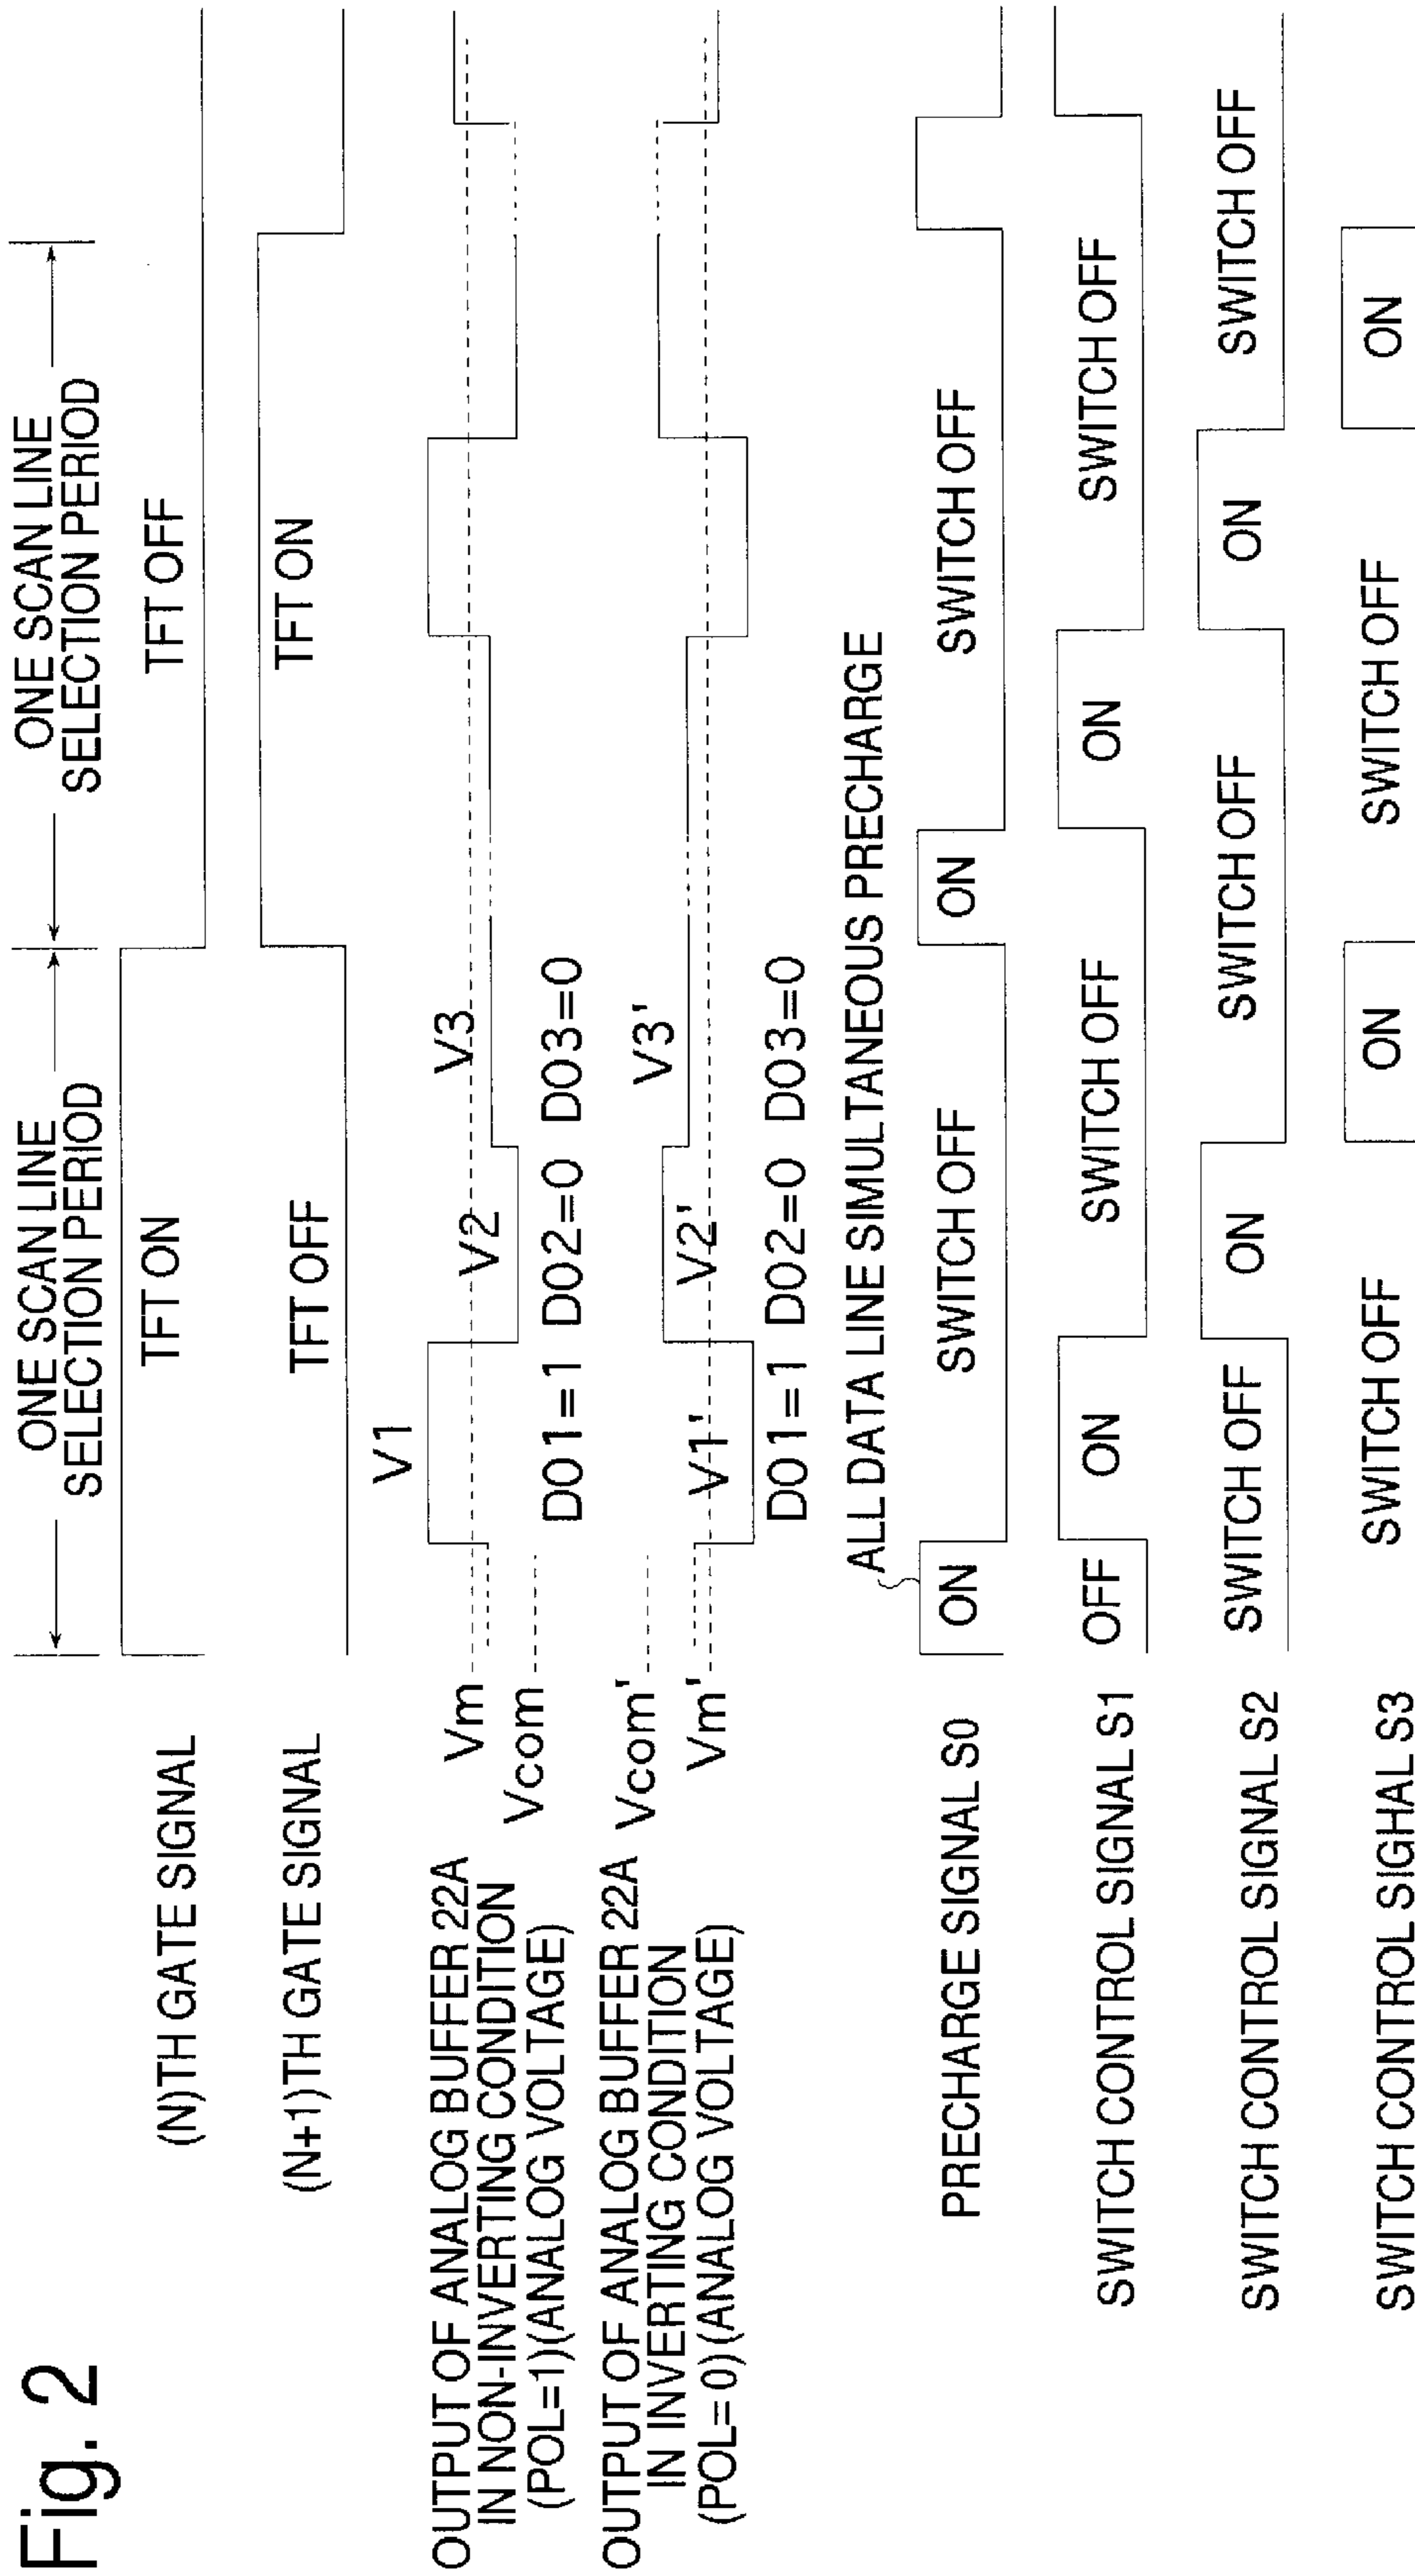 Fig. 2
ONE SCAN LINE
SELECTION PERIOD
ONE SCAN LINE
SELECTION PERIOD
(N)TH GATE SIGNAL
TFT ON
TFT OFF
(N+1)TH GATE SIGNAL
TFT OFF
TFT ON
OUTPUT OF ANALOG BUFFER 22A
IN NON-INVERTING CONDITION
(POL=1)(ANALOG VOLTAGE)
Vm
Vcom
V1
V2
V3
D01=1 D02=0 D03=0
OUTPUT OF ANALOG BUFFER 22A
IN INVERTING CONDITION
(POL=0)(ANALOG VOLTAGE)
Vcom'
Vm'
V1'
V2'
V3'
D01=1 D02=0 D03=0
ALL DATA LINE SIMULTANEOUS PRECHARGE
PRECHARGE SIGNAL S0
ON
SWITCH OFF
ON
SWITCH OFF
SWITCH CONTROL SIGNAL S1
OFF
ON
SWITCH OFF
ON
SWITCH OFF
SWITCH CONTROL SIGNAL S2
SWITCH OFF
ON
SWITCH OFF
ON
SWITCH OFF
SWITCH CONTROL SIGHAL S3
SWITCH OFF
ON
SWITCH OFF
ON